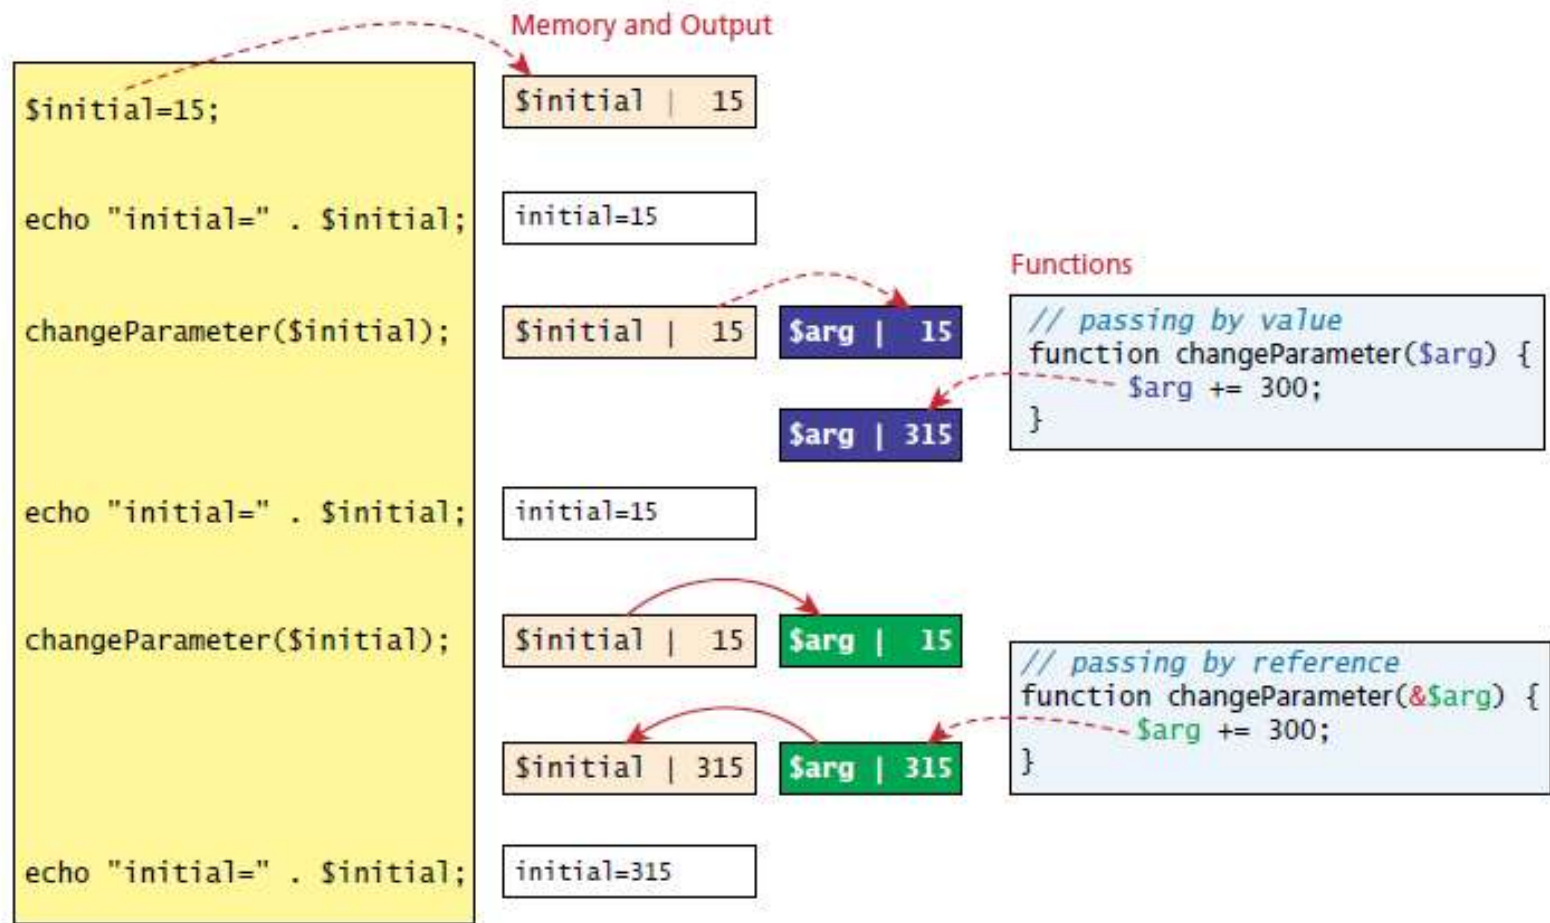 Memory and Output
$initial=15;
$initial | 15
echo "initial=" . $initial;
initial=15
changeParameter($initial);
$initial | 15
$arg | 15
$arg | 315
Functions
// passing by value
function changeParameter($arg) {
$arg += 300;
}
echo "initial=" . $initial;
initial=15
changeParameter($initial);
$initial | 15
$arg | 15
$initial | 315
$arg | 315
// passing by reference
function changeParameter(&$arg) {
$arg += 300;
}
echo "initial=" . $initial;
initial=315